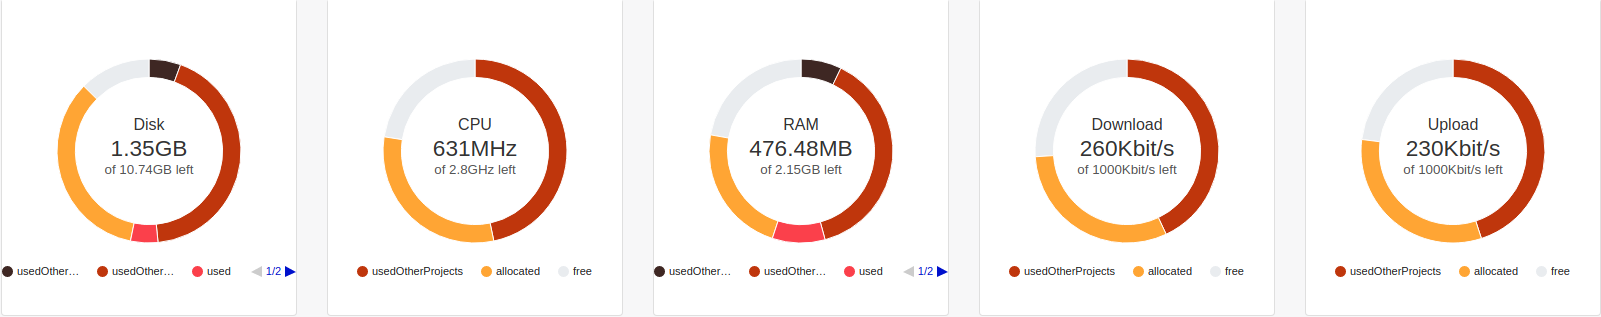 Disk
1.35GB
of 10.74GB left
usedOther...
usedOther...
used
1/2
CPU
631MHz
of 2.8GHz left
usedOtherProjects
allocated
free
RAM
476.48MB
of 2.15GB left
usedOther...
usedOther...
used
1/2
Download
260Kbit/s
of 1000Kbit/s left
usedOtherProjects
allocated
free
Upload
230Kbit/s
of 1000Kbit/s left
usedOtherProjects
allocated
free